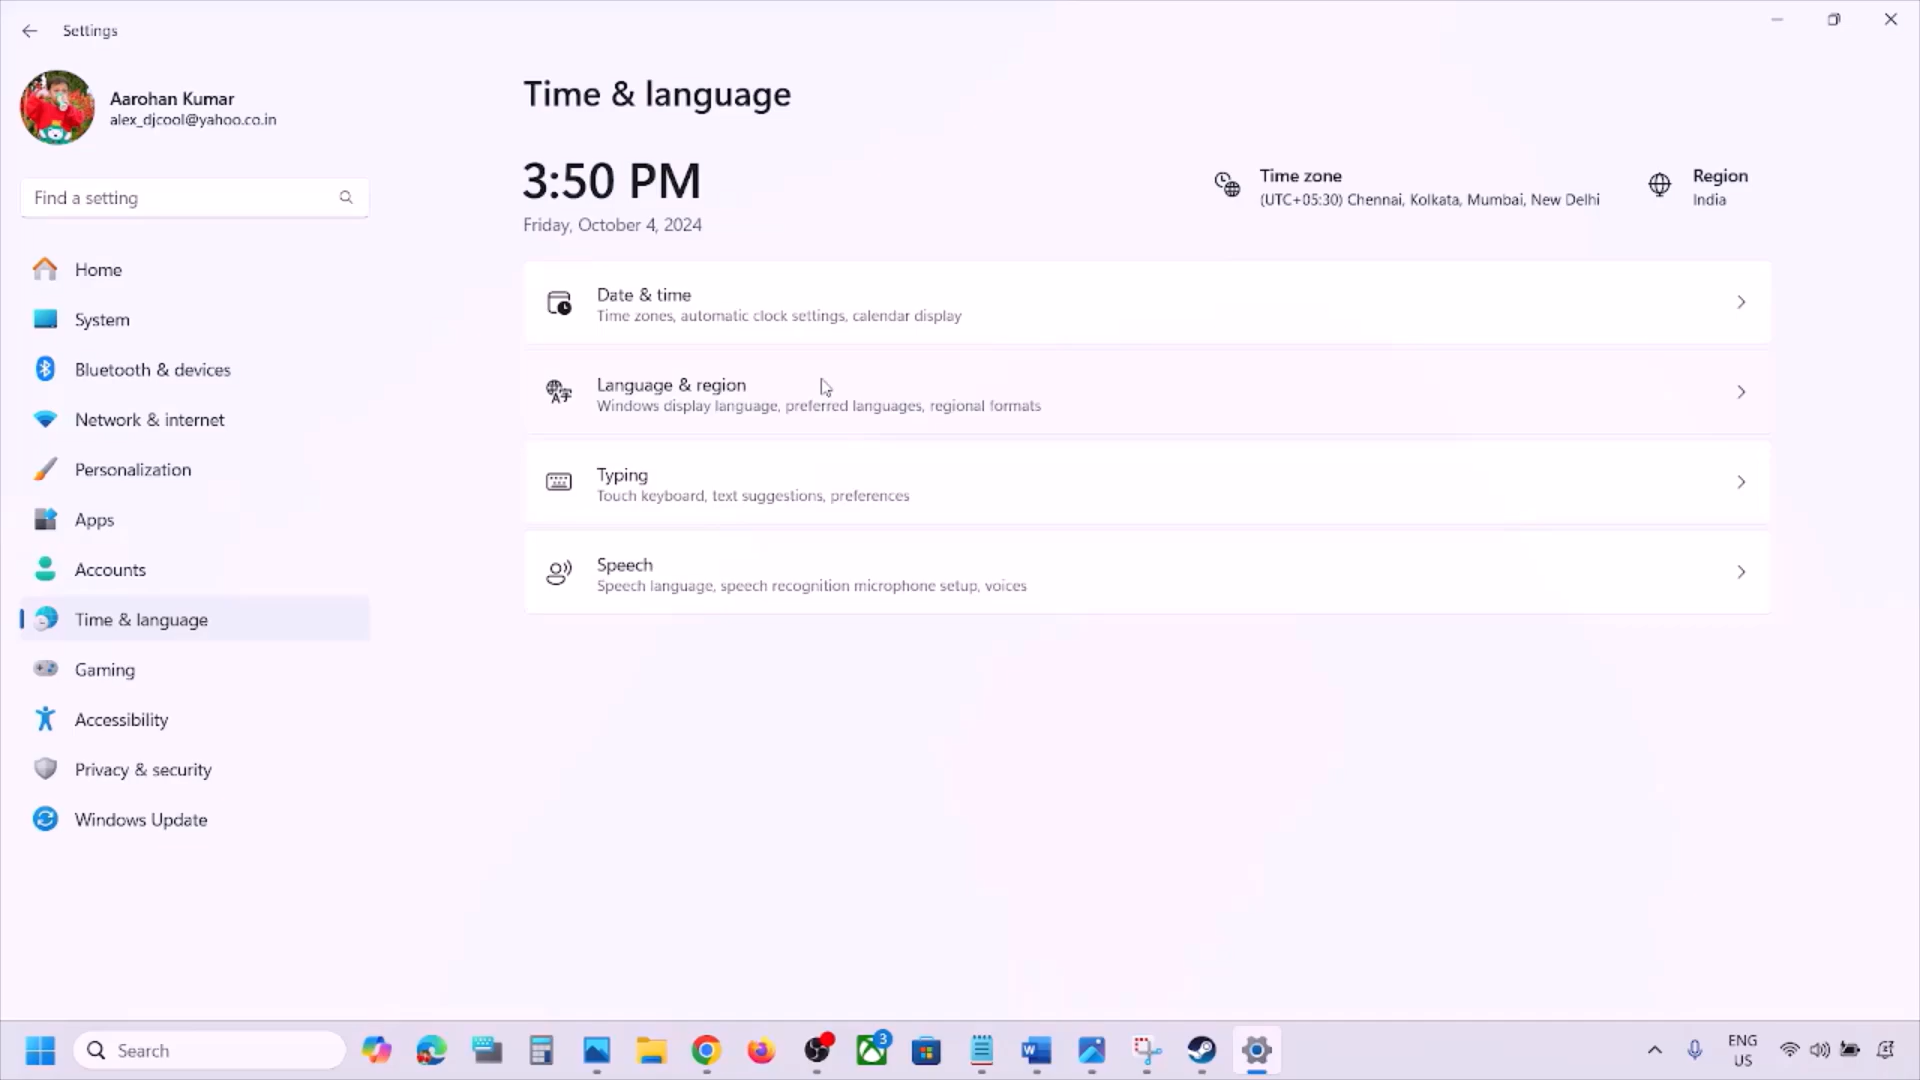 Settings
Aarohan Kumar
alex_djcool@yahoo.co.in
Find a setting
Home
System
Bluetooth & devices
Network & internet
Personalization
Apps
Accounts
Time & language
Gaming
Accessibility
Privacy & security
Windows Update
Time & language
3:50 PM
Friday, October 4, 2024
Time zone
(UTC+05:30) Chennai, Kolkata, Mumbai, New Delhi
Region
India
Date & time
Time zones, automatic clock settings, calendar display
Language & region
Windows display language, preferred languages, regional formats
Typing
Touch keyboard, text suggestions, preferences
Speech
Speech language, speech recognition microphone setup, voices
Search
3
ENG
US